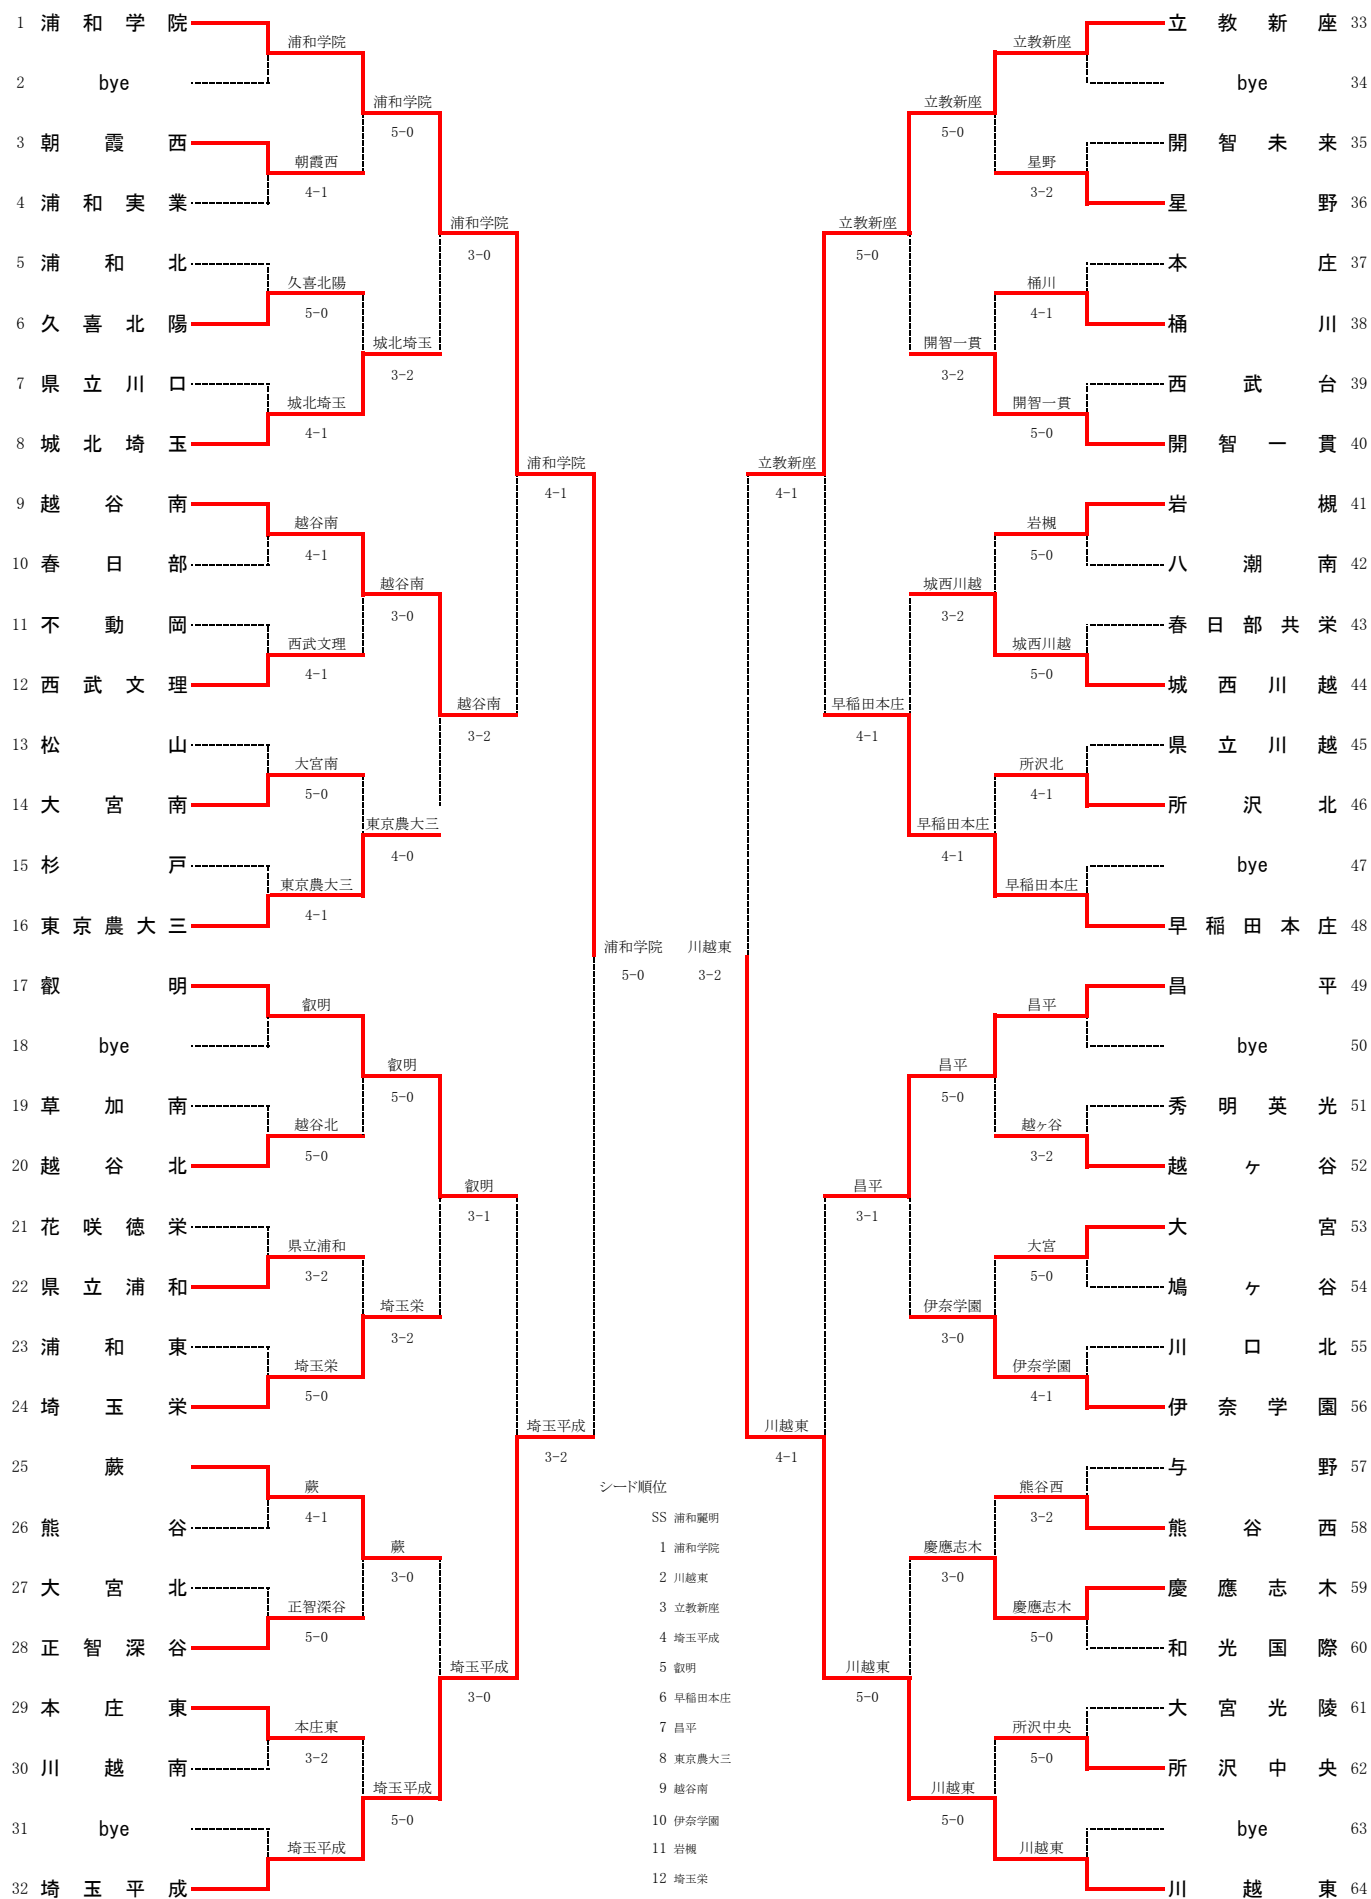 1 浦和学院
2 bye
3 朝霞西
4 浦和実業
5 浦和北
6 久喜北陽
7 県立川口
8 城北埼玉
9 越谷南
10 春日部
11 不動岡
12 西武文理
13 松山
14 大宮南
15 杉戸
16 東京農大三
17 叡明
18 bye
19 草加南
20 越谷北
21 花咲徳栄
22 県立浦和
23 浦和東
24 埼玉栄
25 蕨
26 熊谷
27 大宮北
28 正智深谷
29 本庄東
30 川越南
31 bye
32 埼玉平成
浦和学院
朝霞西
4-1
久喜北陽
5-0
城北埼玉
4-1
越谷南
4-1
西武文理
4-1
大宮南
5-0
東京農大三
4-1
叡明
越谷北
5-0
県立浦和
3-2
埼玉栄
5-0
蕨
4-1
正智深谷
5-0
本庄東
3-2
埼玉平成
浦和学院
5-0
城北埼玉
3-2
越谷南
3-0
東京農大三
4-0
叡明
5-0
埼玉栄
3-2
蕨
3-0
埼玉平成
5-0
浦和学院
3-0
越谷南
3-2
叡明
3-1
埼玉平成
3-0
浦和学院
4-1
埼玉平成
3-2
浦和学院
5-0
川越東
3-2
シード順位
SS 浦和麗明
1 浦和学院
2 川越東
3 立教新座
4 埼玉平成
5 叡明
6 早稲田本庄
7 昌平
8 東京農大三
9 越谷南
10 伊奈学園
11 岩槻
12 埼玉栄
立教新座
4-1
川越東
4-1
立教新座
5-0
早稲田本庄
4-1
昌平
3-1
川越東
5-0
立教新座
5-0
開智一貫
3-2
城西川越
3-2
早稲田本庄
4-1
昌平
5-0
伊奈学園
3-0
慶應志木
3-0
川越東
5-0
立教新座
星野
3-2
桶川
4-1
開智一貫
5-0
岩槻
5-0
城西川越
5-0
所沢北
4-1
早稲田本庄
昌平
越ヶ谷
3-2
大宮
5-0
伊奈学園
4-1
熊谷西
3-2
慶應志木
5-0
所沢中央
5-0
川越東
立教新座 33
bye 34
開智未来 35
星野 36
本庄 37
桶川 38
西武台 39
開智一貫 40
岩槻 41
八潮南 42
春日部共栄 43
城西川越 44
県立川越 45
所沢北 46
bye 47
早稲田本庄 48
昌平 49
bye 50
秀明英光 51
越ヶ谷 52
大宮 53
鳩ヶ谷 54
川口北 55
伊奈学園 56
与野 57
熊谷西 58
慶應志木 59
和光国際 60
大宮光陵 61
所沢中央 62
bye 63
川越東 64